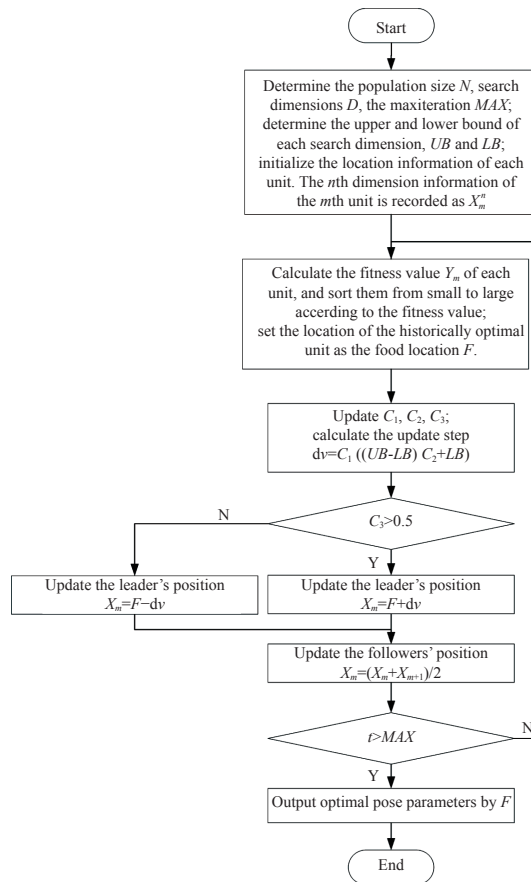 Start
Determine the population size N, search
dimensions D, the maxiteration MAX;
determine the upper and lower bound of
each search dimension, UB and LB;
initialize the location information of each
unit. The nth dimension information of
the mth unit is recorded as Xₘⁿ
Calculate the fitness value Yₘ of each
unit, and sort them from small to large
according to the fitness value;
set the location of the historically optimal
unit as the food location F.
Update C₁, C₂, C₃;
calculate the update step
dv=C₁ ((UB-LB) C₂+LB)
N
C₃>0.5
Y
Update the leader's position
Xₘ=F−dv
Update the leader's position
Xₘ=F+dv
Update the followers' position
Xₘ=(Xₘ+Xₘ₊₁)/2
t>MAX
N
Y
Output optimal pose parameters by F
End